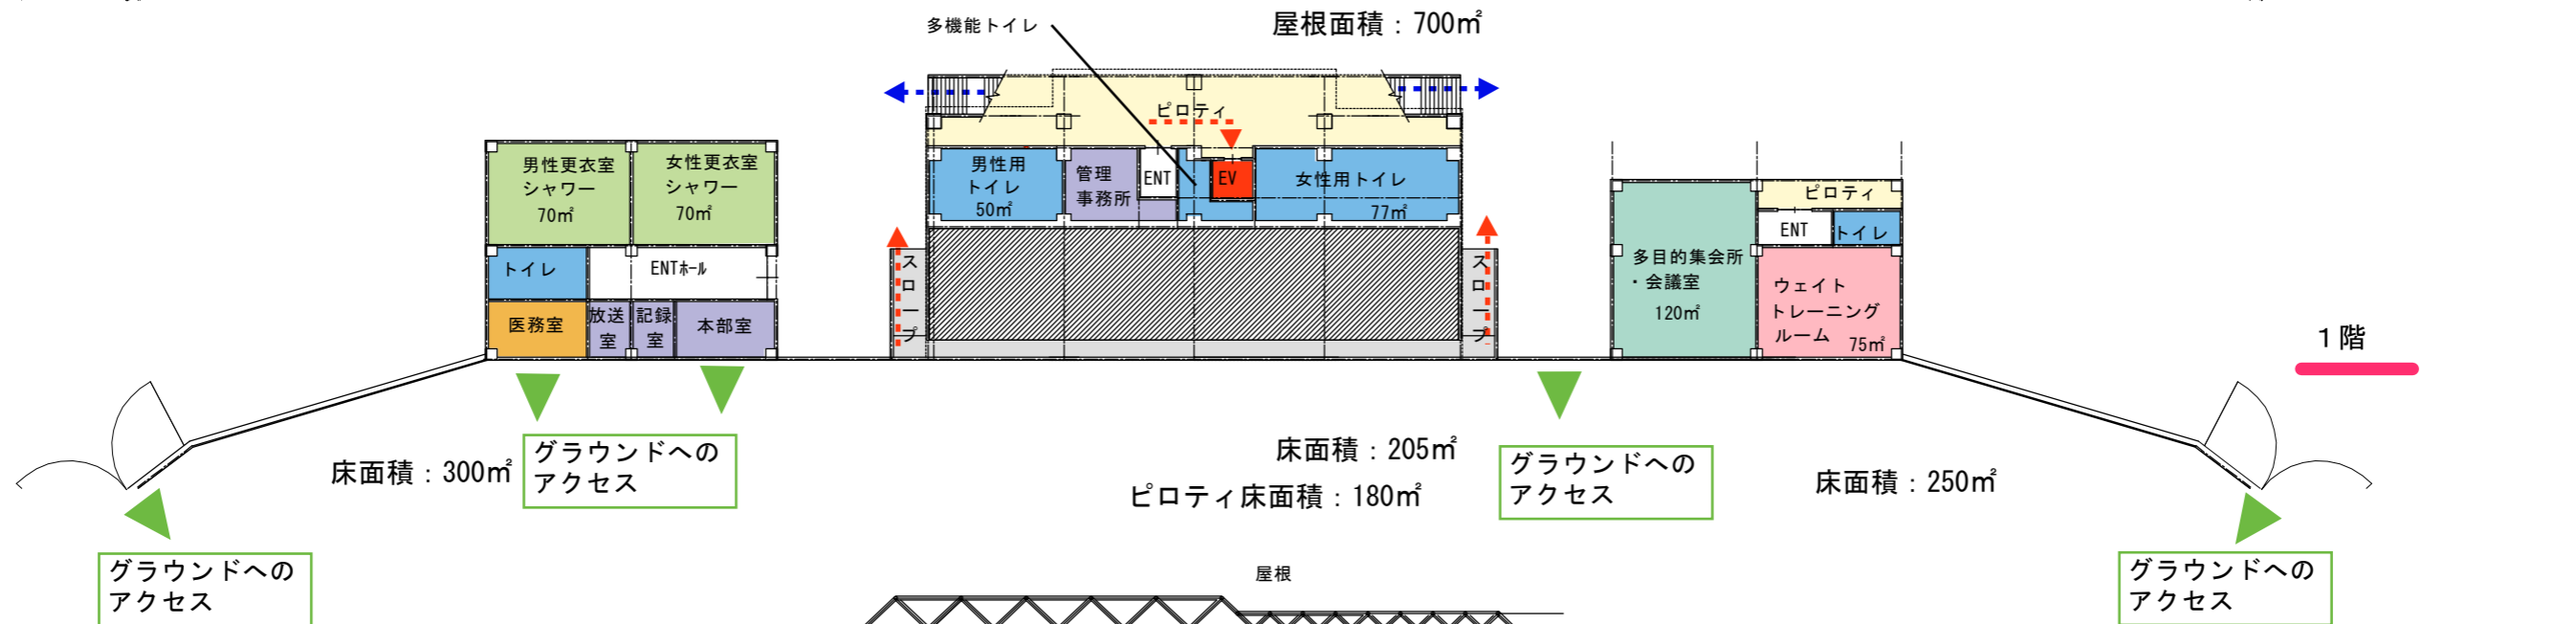 多機能トイレ
屋根面積：700㎡
ピロティ
男性更衣室
シャワー
70㎡
女性更衣室
シャワー
70㎡
男性用
トイレ
50㎡
管理
事務所
ENT
EV
女性用トイレ
77㎡
ピロティ
ENT
トイレ
多目的集会所
・会議室
120㎡
ウェイト
トレーニング
ルーム
75㎡
トイレ
ENTホール
医務室
放送
室
記録
室
本部室
スロープ
スロープ
1階
床面積：300㎡
グラウンドへの
アクセス
床面積：205㎡
ピロティ床面積：180㎡
グラウンドへの
アクセス
床面積：250㎡
グラウンドへの
アクセス
屋根
グラウンドへの
アクセス